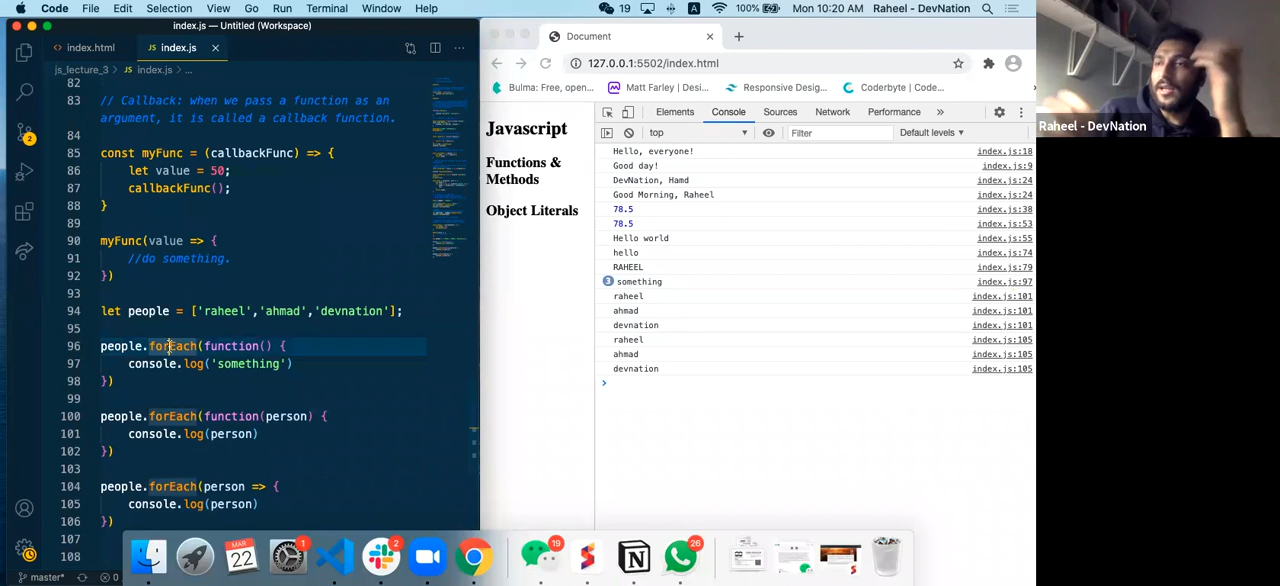 Code File Edit Selection View Go Run Terminal Window Help 19 A 100% Mon 10:20 AM Raheel - DevNation
index.js — Untitled (Workspace)
index.html index.js
js_lecture_3 index.js ...
82
83 // Callback: when we pass a function as an
argument, it is called a callback function.
84
85 const myFunc = (callbackFunc) => {
86 let value = 50;
87 callbackFunc();
88 }
89
90 myFunc(value => {
91 //do something.
92 })
93
94 let people = ['raheel','ahmad','devnation'];
95
96 people.forEach(function() {
97 console.log('something')
98 })
99
100 people.forEach(function(person) {
101 console.log(person)
102 })
103
104 people.forEach(person => {
105 console.log(person)
106 })
107
108
master* 0
2
Document
127.0.0.1:5502/index.html
Bulma: Free, open... Matt Farley | Desi... Responsive Desig... Coderbyte | Code...
Javascript
Functions &
Methods
Object Literals
Elements Console Sources Network Performance
top Filter Default levels
Hello, everyone! index.js:18
Good day! index.js:9
DevNation, Hamd index.js:24
Good Morning, Raheel index.js:24
78.5 index.js:38
78.5 index.js:53
Hello world index.js:55
hello index.js:74
RAHEEL index.js:79
3 something index.js:97
raheel index.js:101
ahmad index.js:101
devnation index.js:101
raheel index.js:105
ahmad index.js:105
devnation index.js:105
Raheel - DevNation
MAR
22
1
2
19
26